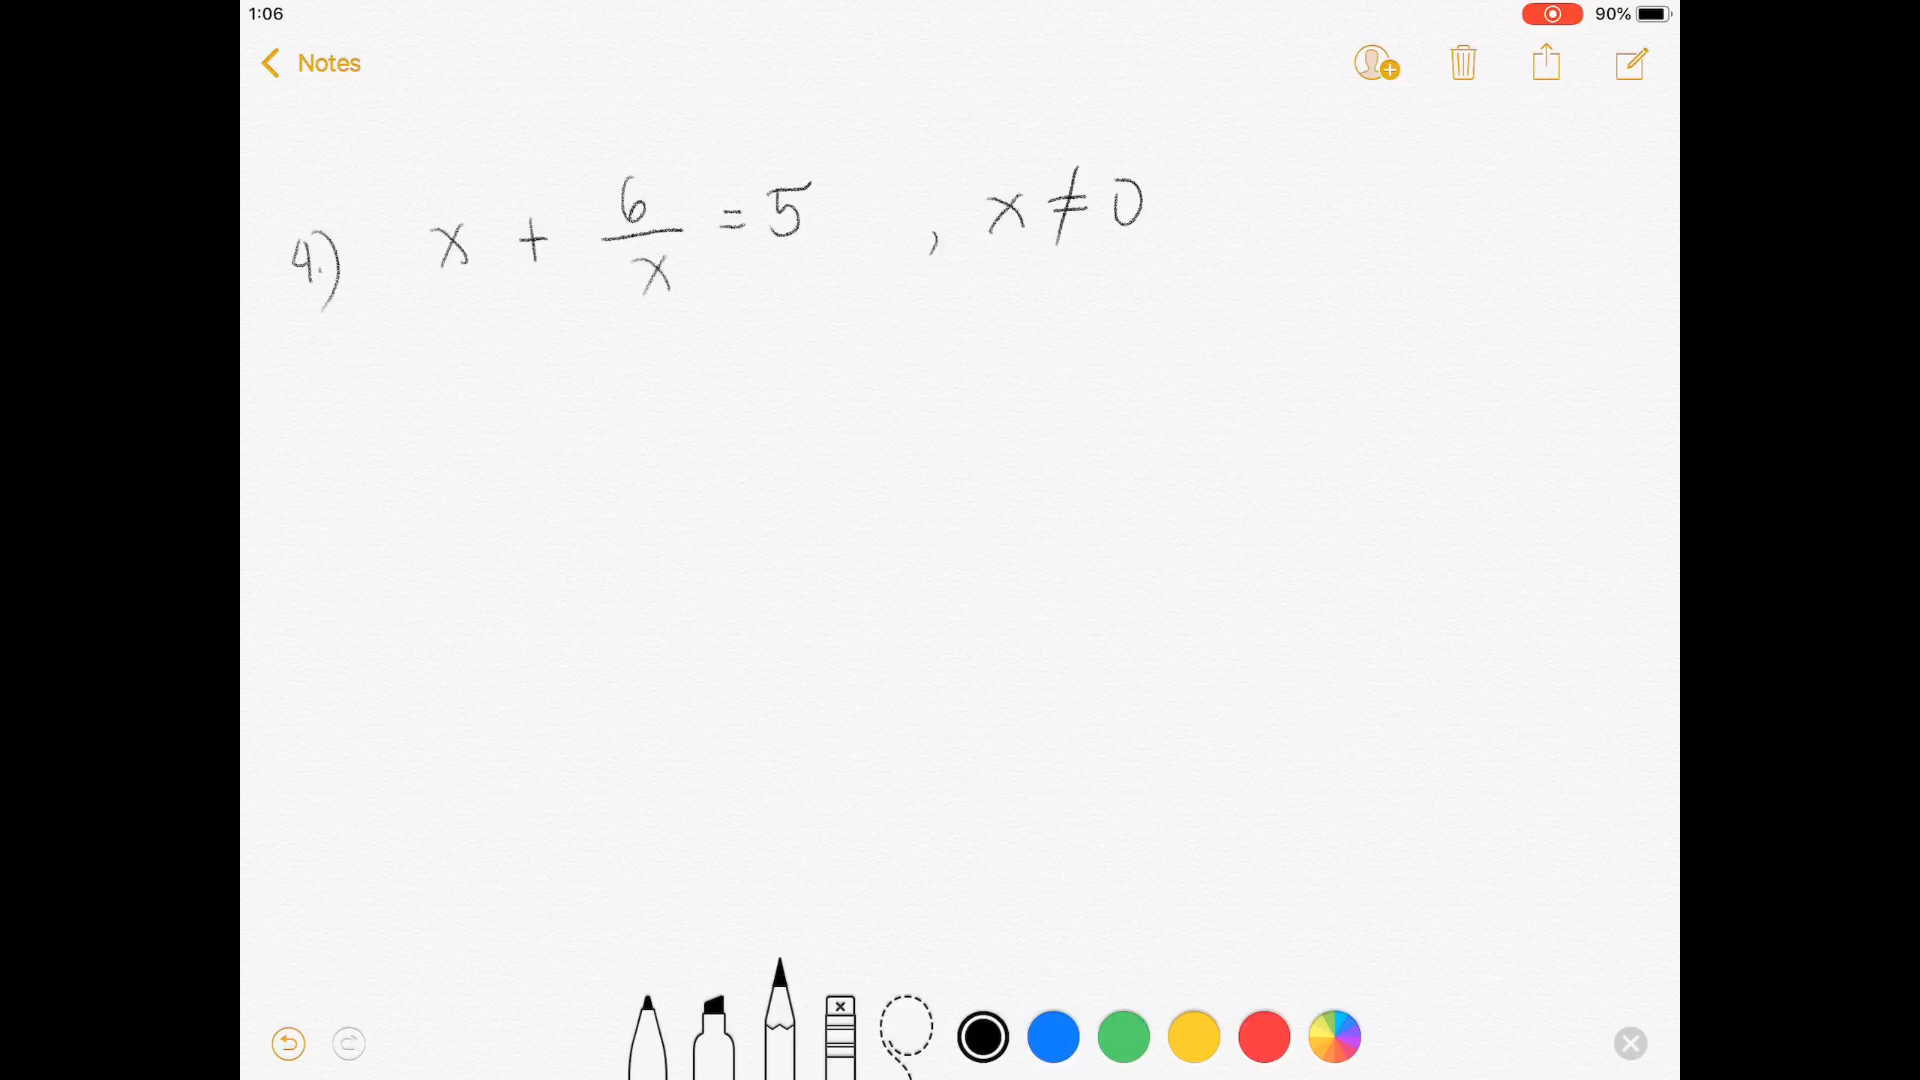 1:06
90%
Notes
4.) x + 6/x = 5 , x ≠ 0